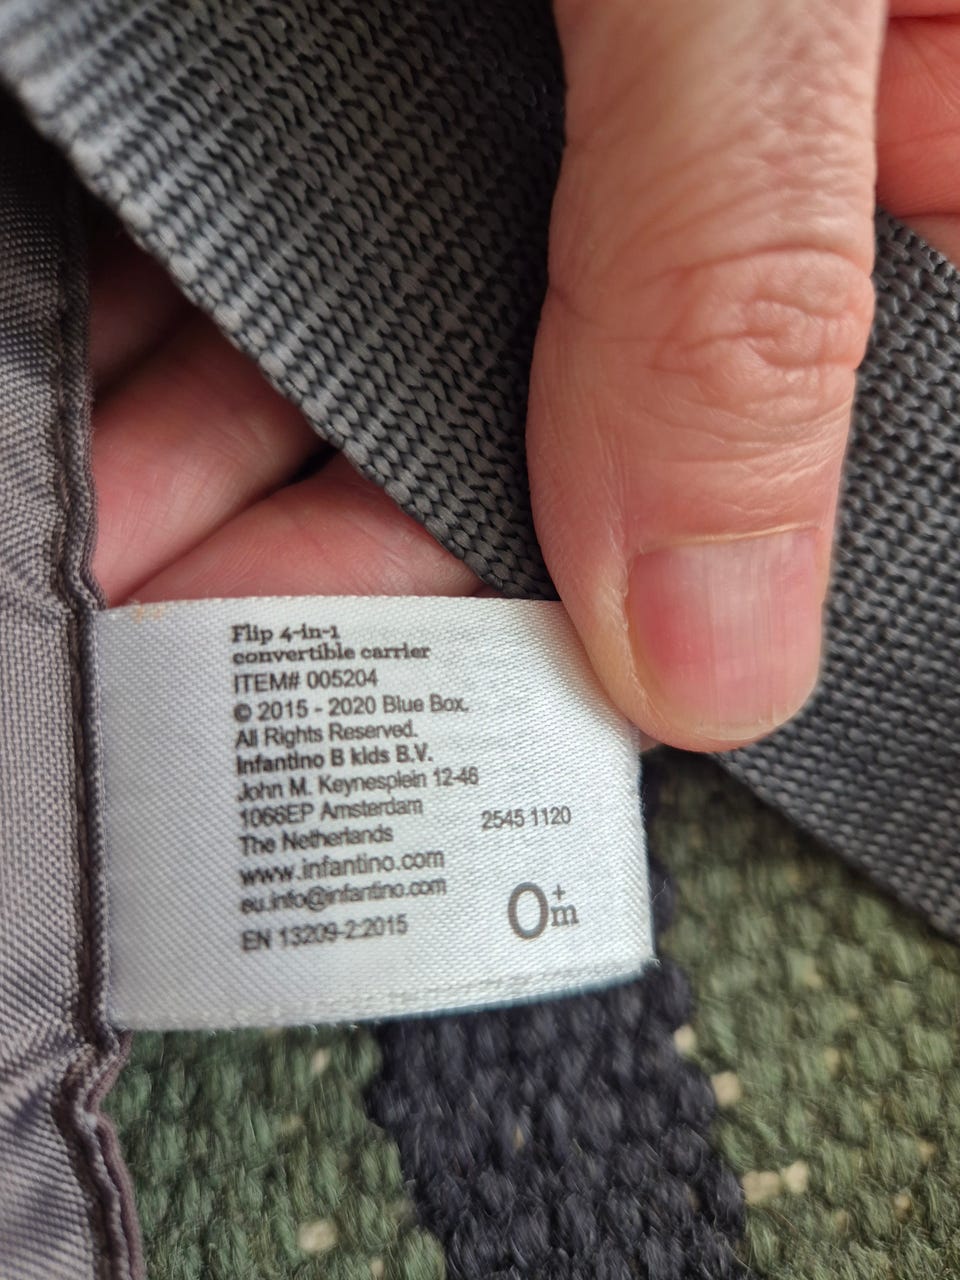 Flip 4-in-1
convertible carrier
ITEM# 005204
© 2015 - 2020 Blue Box.
All Rights Reserved.
Infantino B kids B.V.
John M. Keynesplein 12-46
1066EP Amsterdam
The Netherlands
2545 1120
www.infantino.com
eu.info@infantino.com
EN 13209-2:2015
0+m